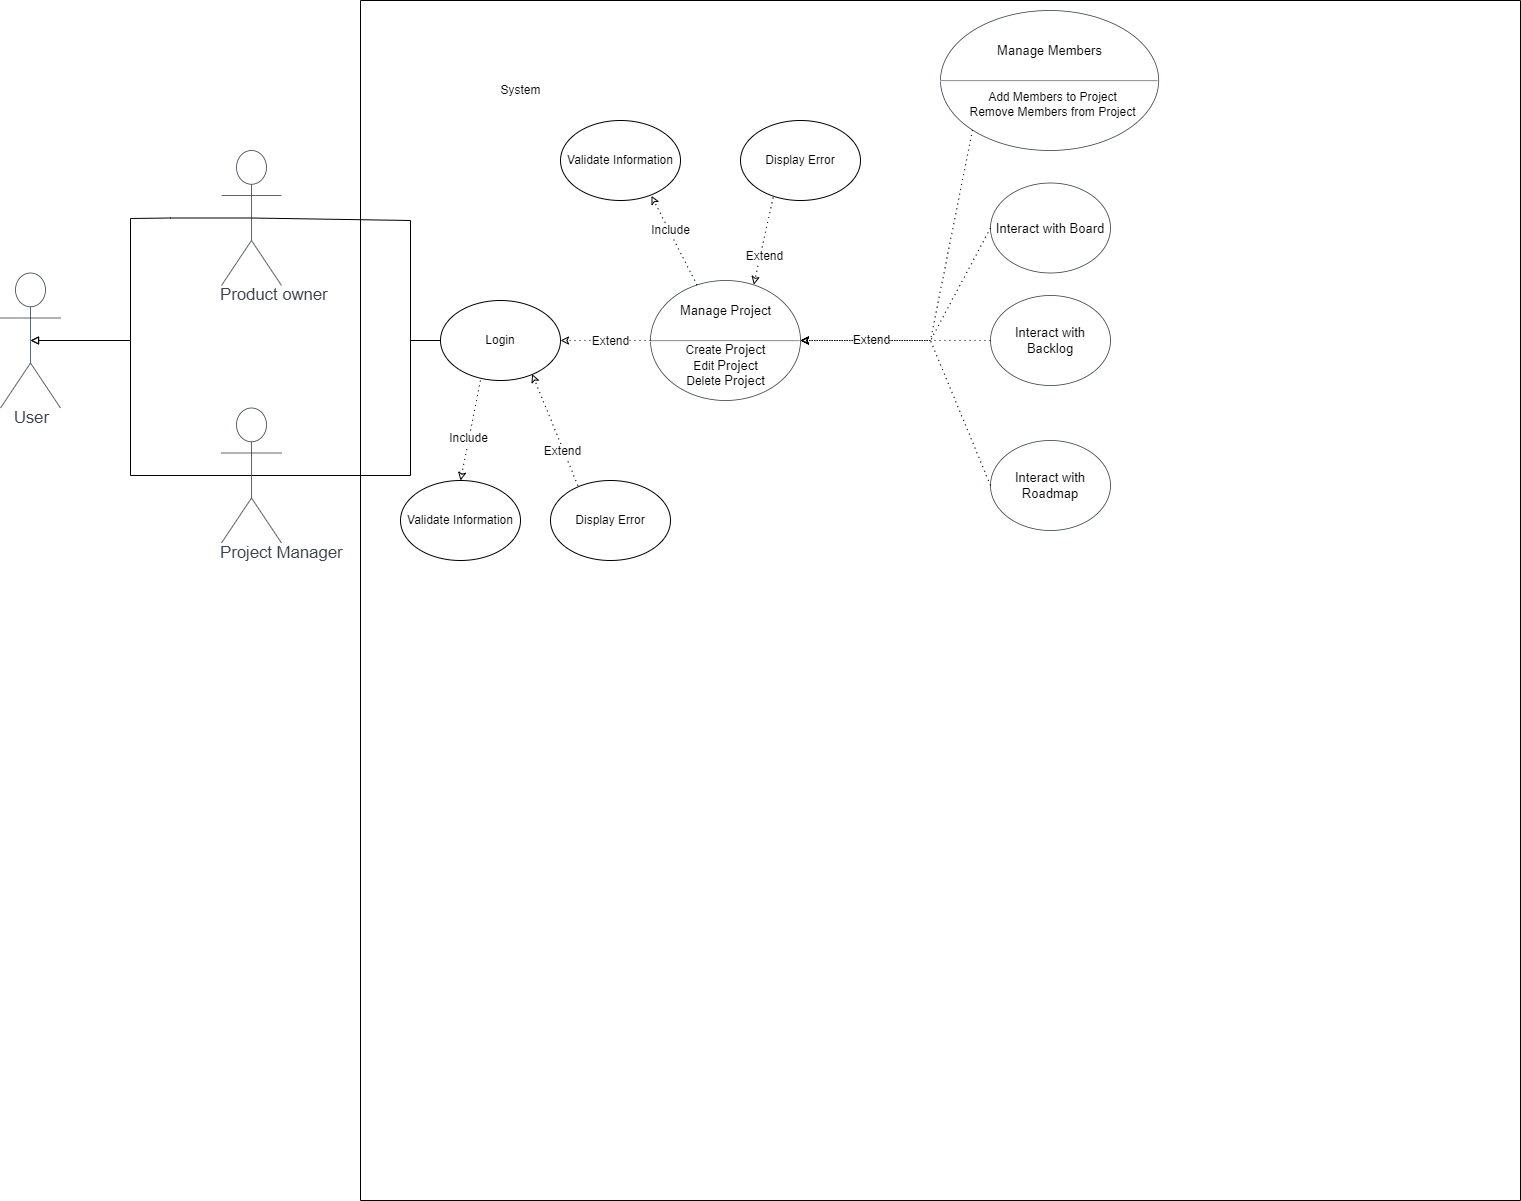 Manage Members
Add Members to Project
Remove Members from Project
System
Validate Information
Display Error
Include
Interact with Board
Extend
Product owner
Manage Project
Login
Extend
Create Project
Edit Project
Delete Project
Extend
Interact with
Backlog
User
Include
Extend
Interact with
Roadmap
Validate Information
Display Error
Project Manager